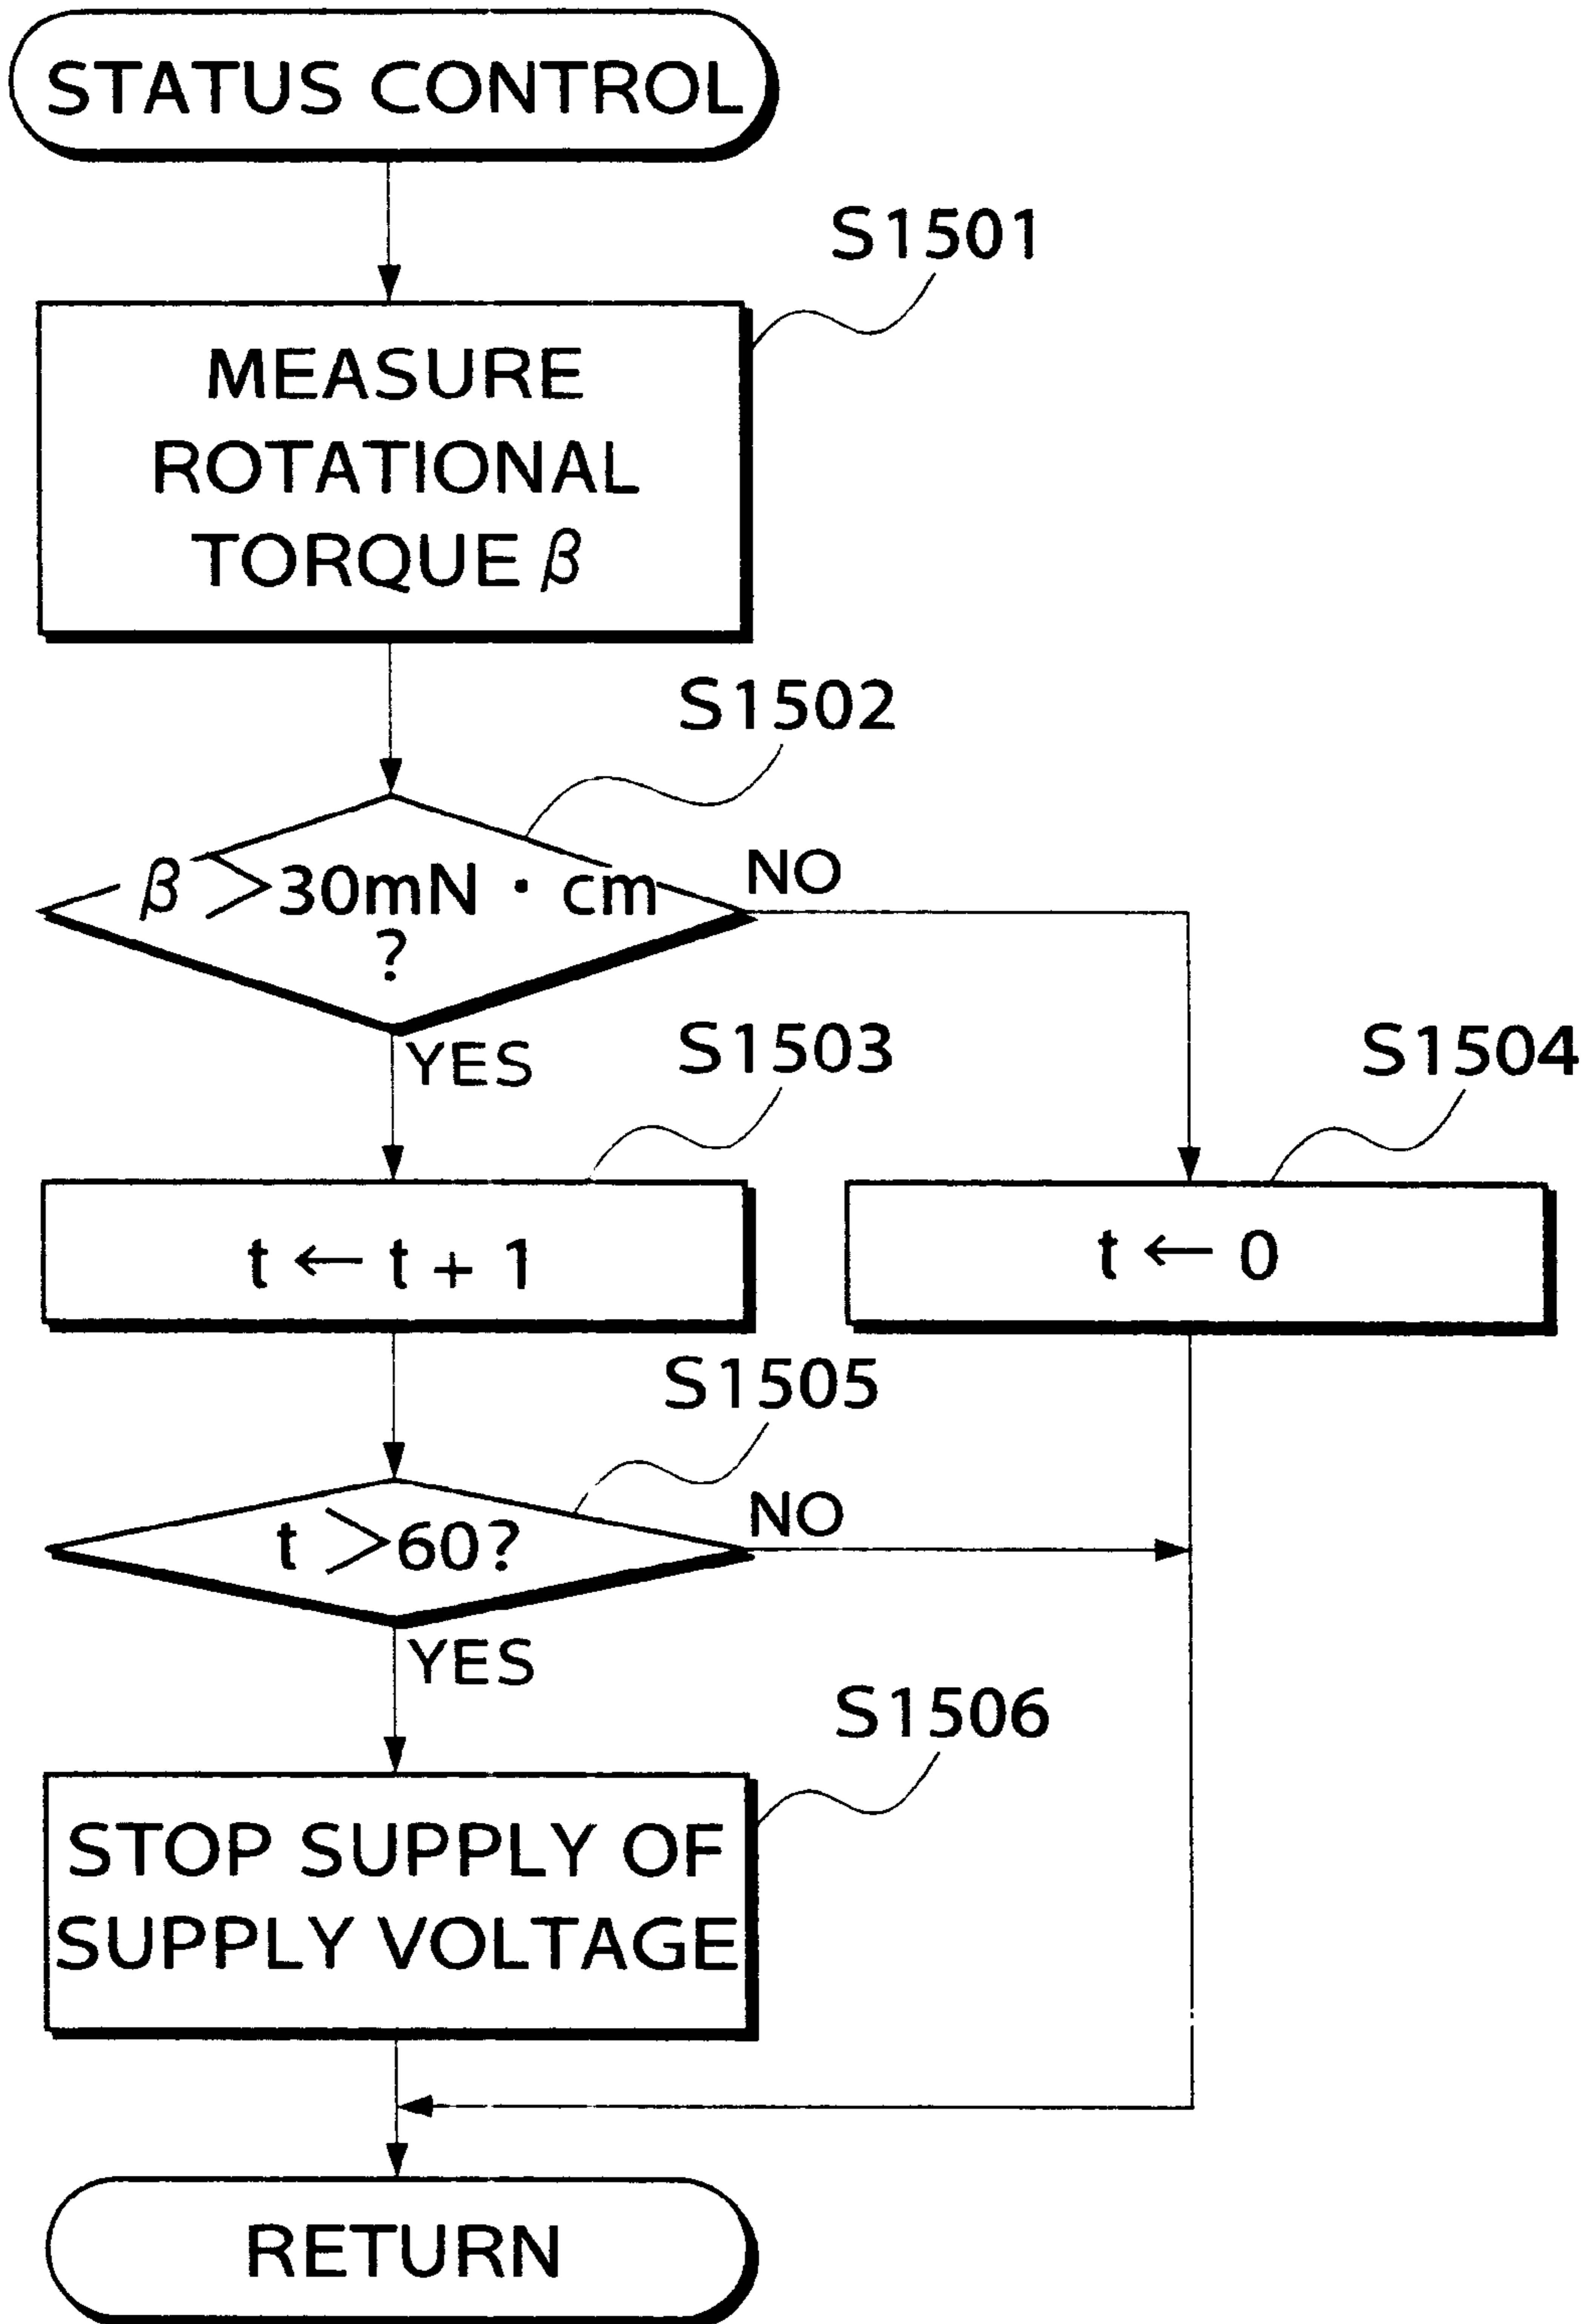 STATUS CONTROL
S1501
MEASURE
ROTATIONAL
TORQUE β
S1502
β >30mN · cm
?
NO
YES
S1503
S1504
t ← t + 1
t ← 0
S1505
t >60?
NO
YES
S1506
STOP SUPPLY OF
SUPPLY VOLTAGE
RETURN